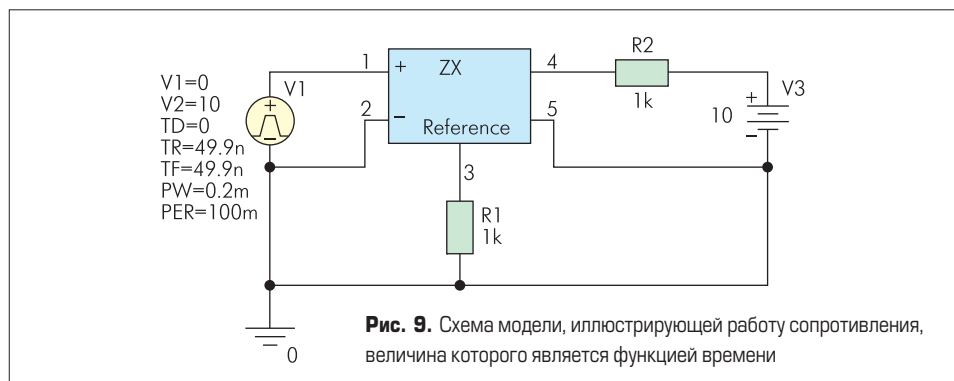 V1=0
V2=10
TD=0
TR=49.9n
TF=49.9n
PW=0.2m
PER=100m
V1
+
−
1
2
+
−
ZX
Reference
3
4
5
R2
1k
10
+
−
V3
R1
1k
0
Рис. 9. Схема модели, иллюстрирующей работу сопротивления,
величина которого является функцией времени